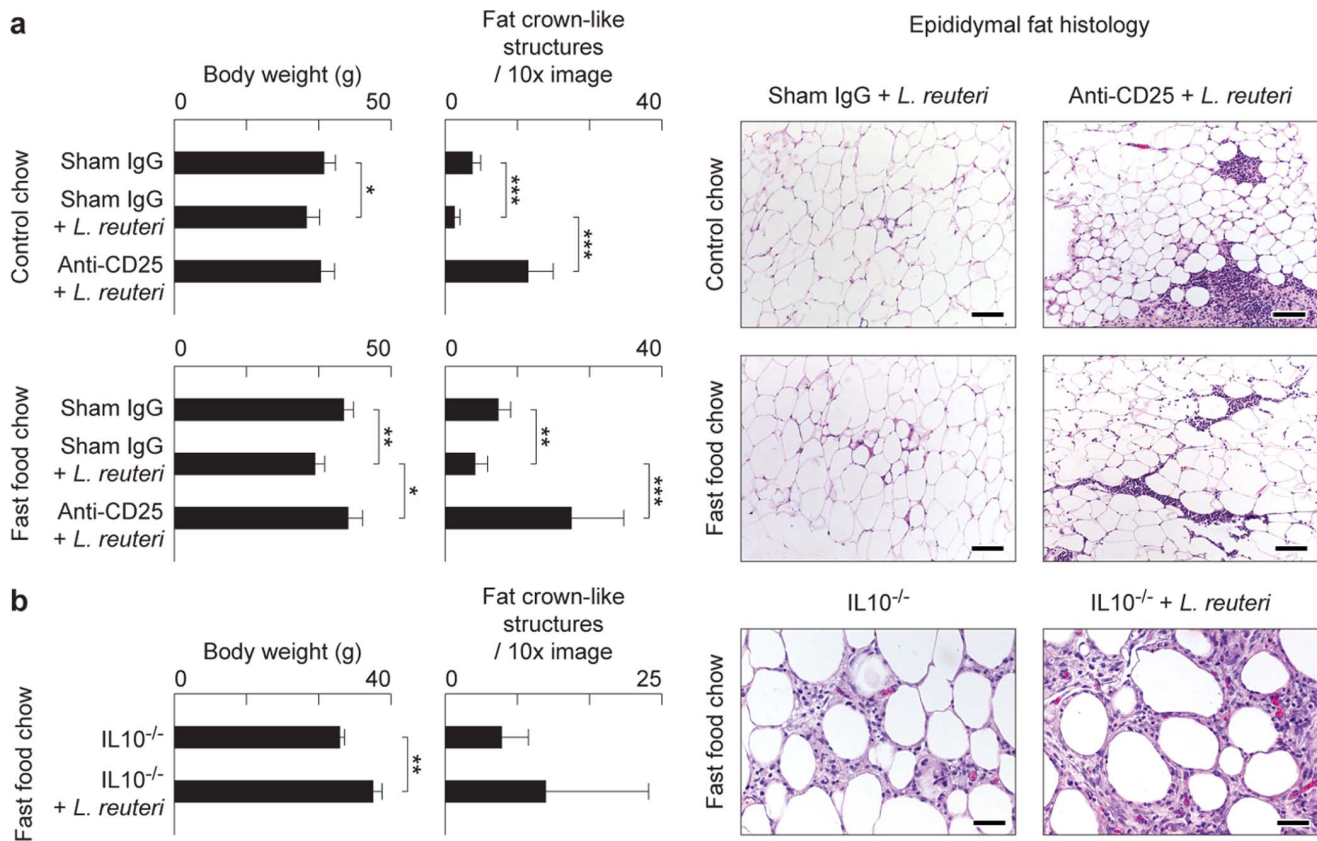 a
Body weight (g)
0 50
Fat crown-like
structures
/ 10x image
0 40
Control chow
Sham IgG
Sham IgG
+ L. reuteri
Anti-CD25
+ L. reuteri
*
***
***
0 50
0 40
Fast food chow
Sham IgG
Sham IgG
+ L. reuteri
Anti-CD25
+ L. reuteri
**
*
**
***
Epididymal fat histology
Sham IgG + L. reuteri
Anti-CD25 + L. reuteri
Control chow
Fast food chow
b
Body weight (g)
0 40
Fat crown-like
structures
/ 10x image
0 25
Fast food chow
IL10-/-
IL10-/-
+ L. reuteri
**
IL10-/-
IL10-/- + L. reuteri
Fast food chow